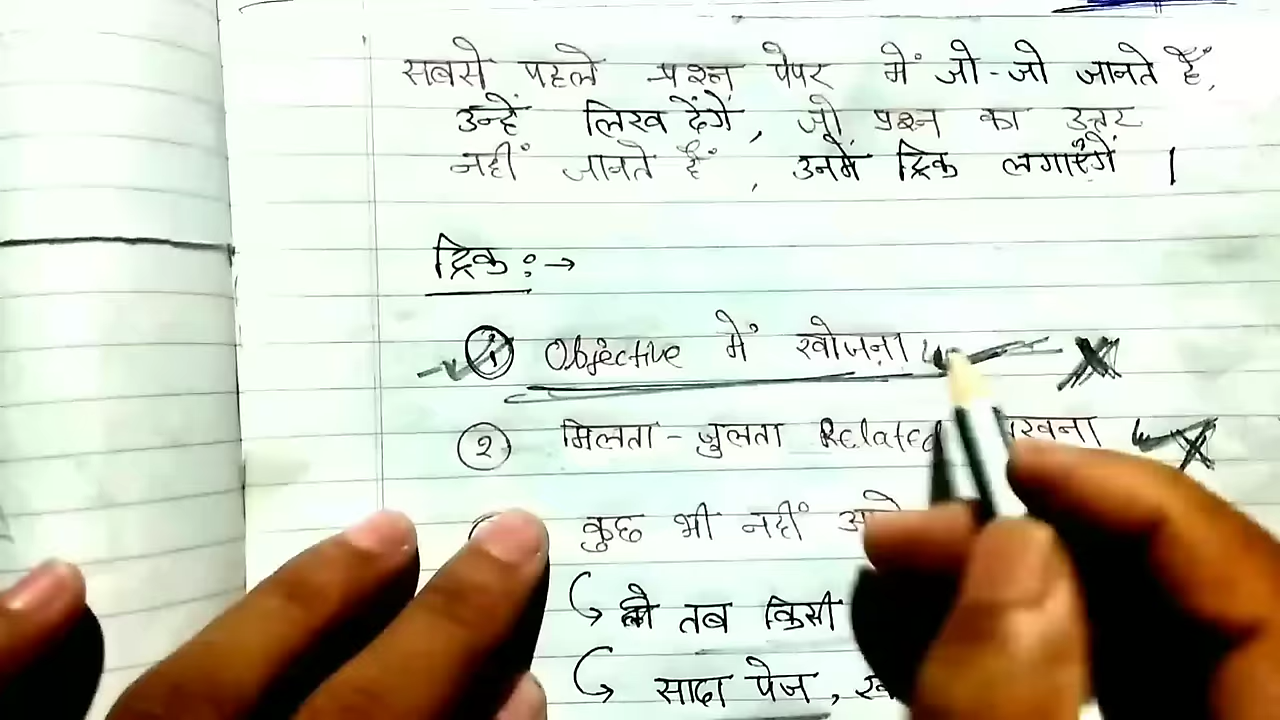 सबसे पहले प्रश्न पेपर में जो-जो जानते हैं,
उन्हें लिख देंगें, जो प्रश्न का उत्तर
नहीं जानते हैं, उनमें ट्रिक लगाएंगें ।
ट्रिक :→
① Objective में खोजना
② मिलता-जुलता Related
कुछ भी नहीं
तब किसी
सादा पेज,